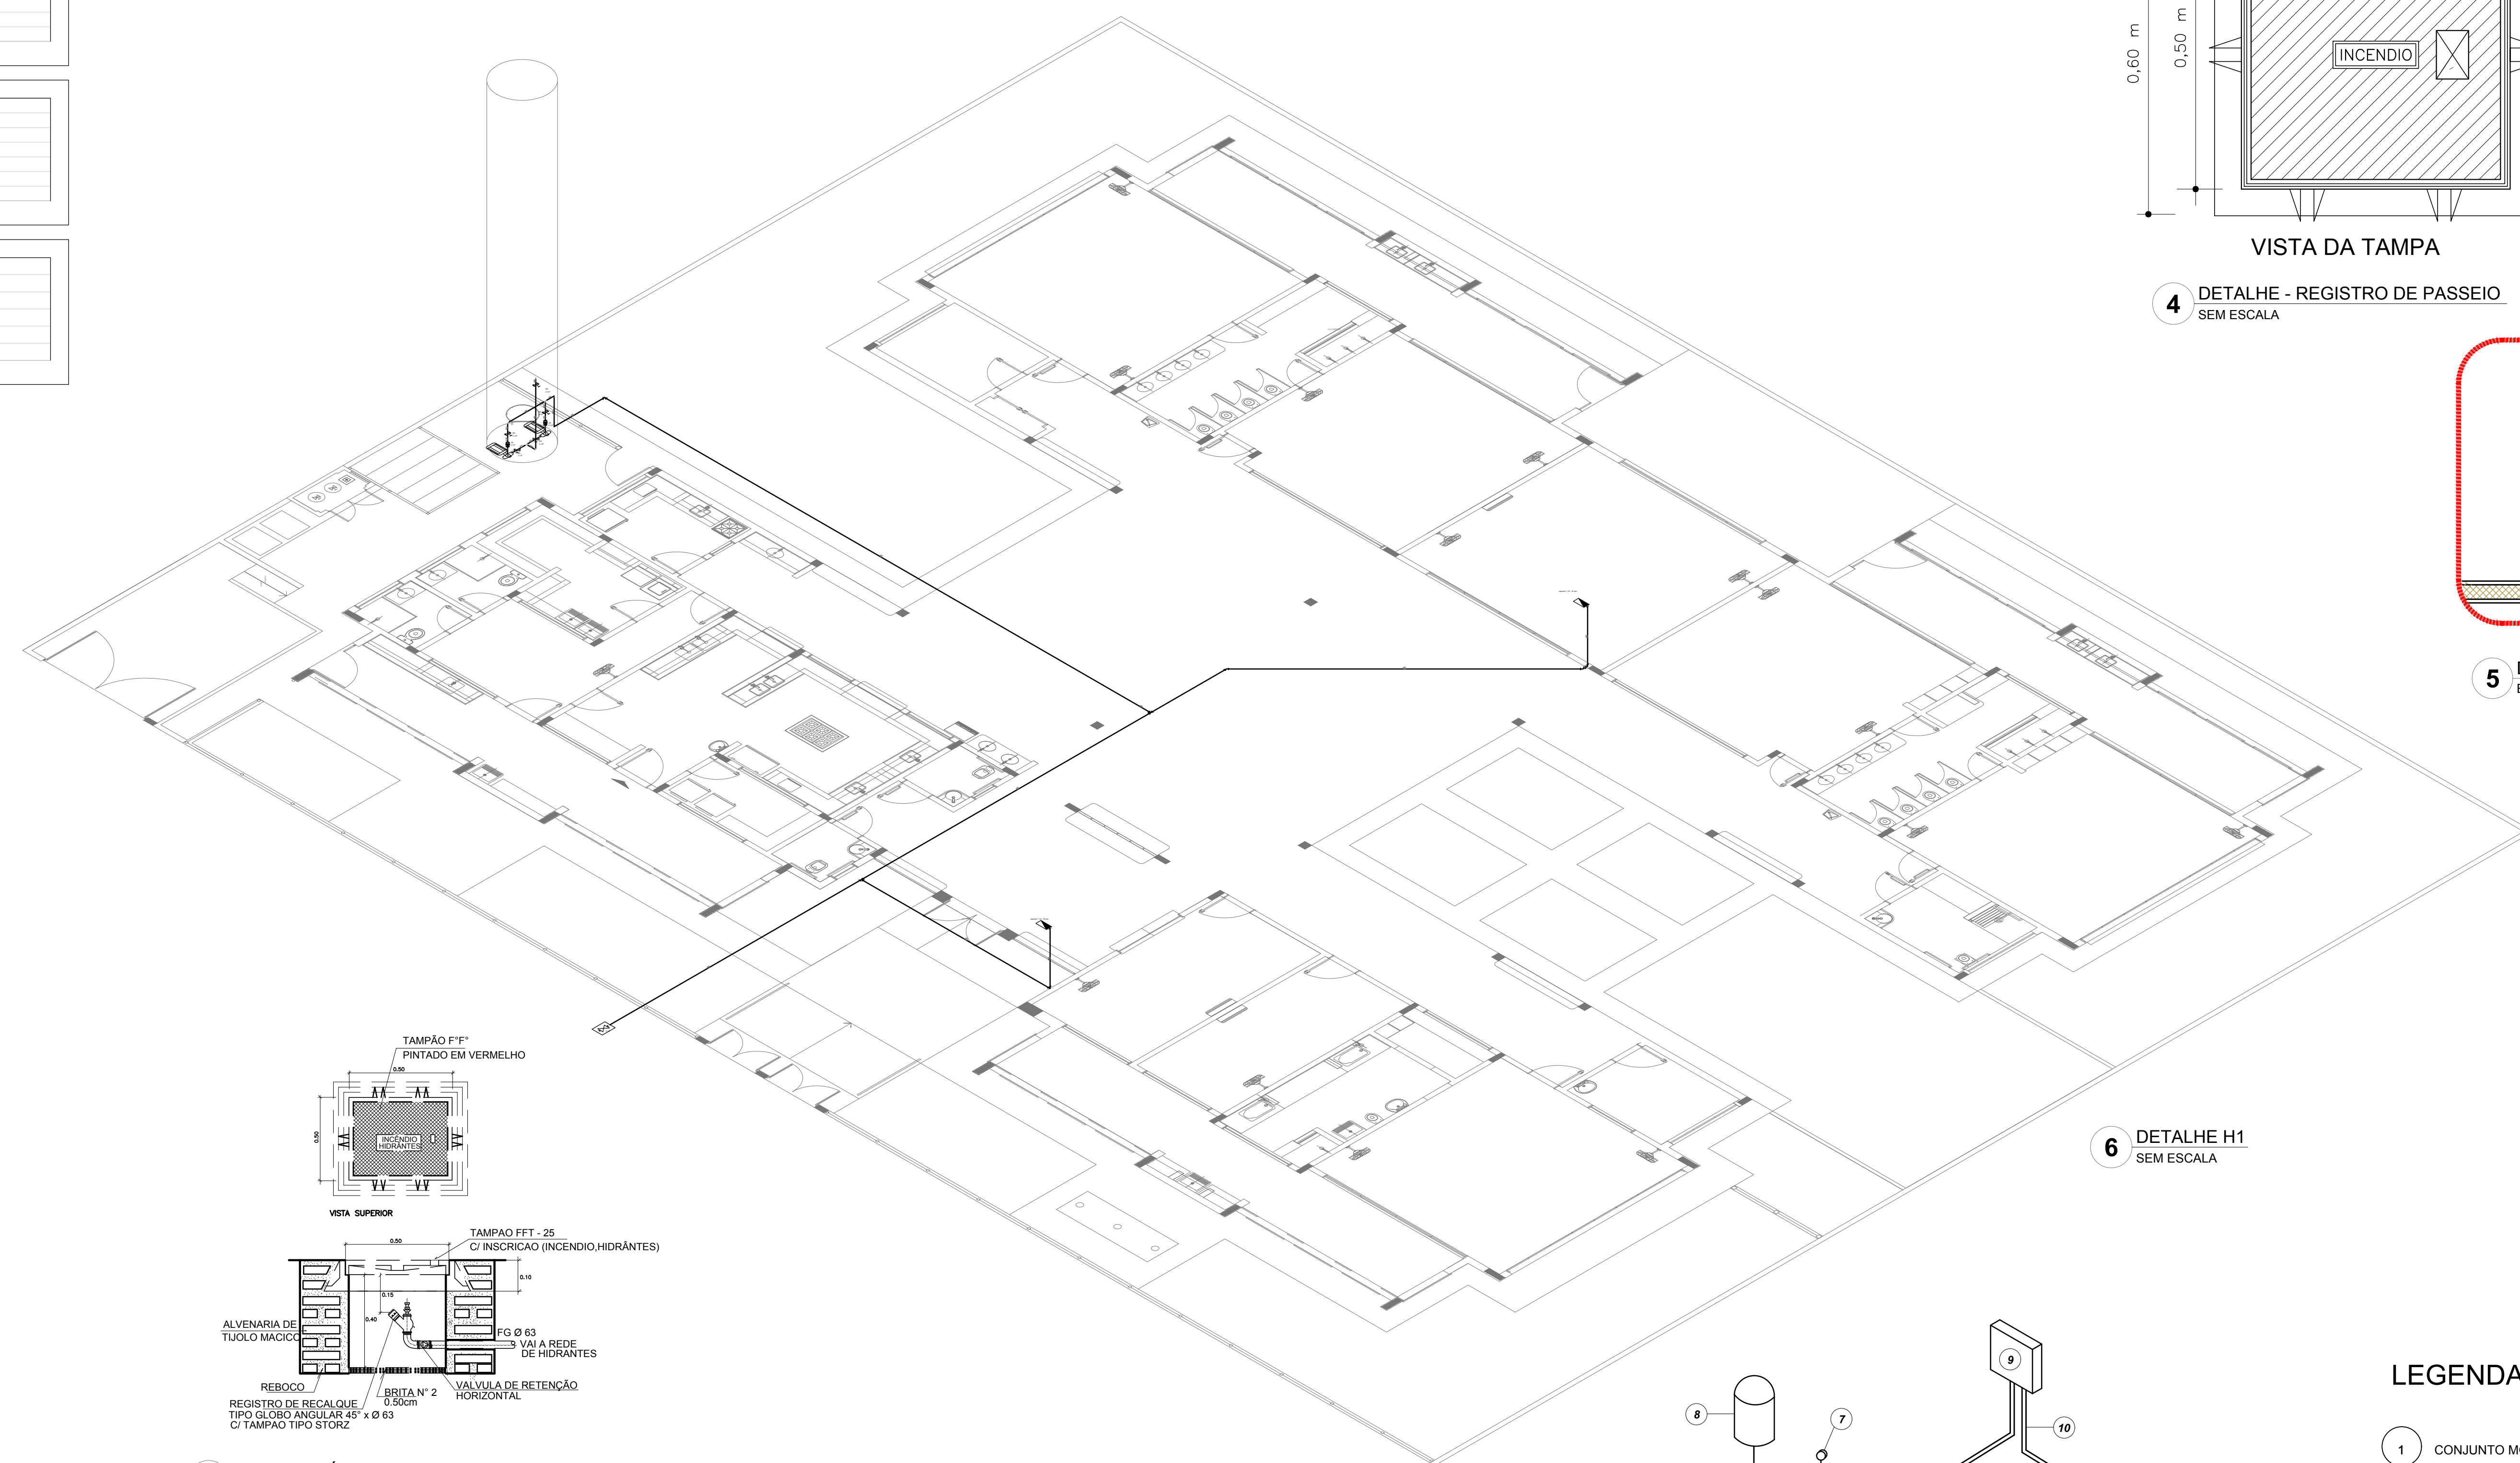 0,60 m
0,50 m
INCENDIO
VISTA DA TAMPA
4
DETALHE - REGISTRO DE PASSEIO
SEM ESCALA
5
TAMPÃO F°F°
PINTADO EM VERMELHO
0.50
0.50
INCÊNDIO
HIDRANTES
VISTA SUPERIOR
6
DETALHE H1
SEM ESCALA
TAMPAO FFT - 25
C/ INSCRICAO (INCENDIO,HIDRÂNTES)
0.50
0.10
0.15
0.40
ALVENARIA DE
TIJOLO MACICO
FG Ø 63
VAI A REDE
DE HIDRANTES
REBOCO
BRITA N° 2
0.50cm
VALVULA DE RETENÇÃO
HORIZONTAL
REGISTRO DE RECALQUE
TIPO GLOBO ANGULAR 45° x Ø 63
C/ TAMPAO TIPO STORZ
9
8
7
10
LEGENDA
1
CONJUNTO